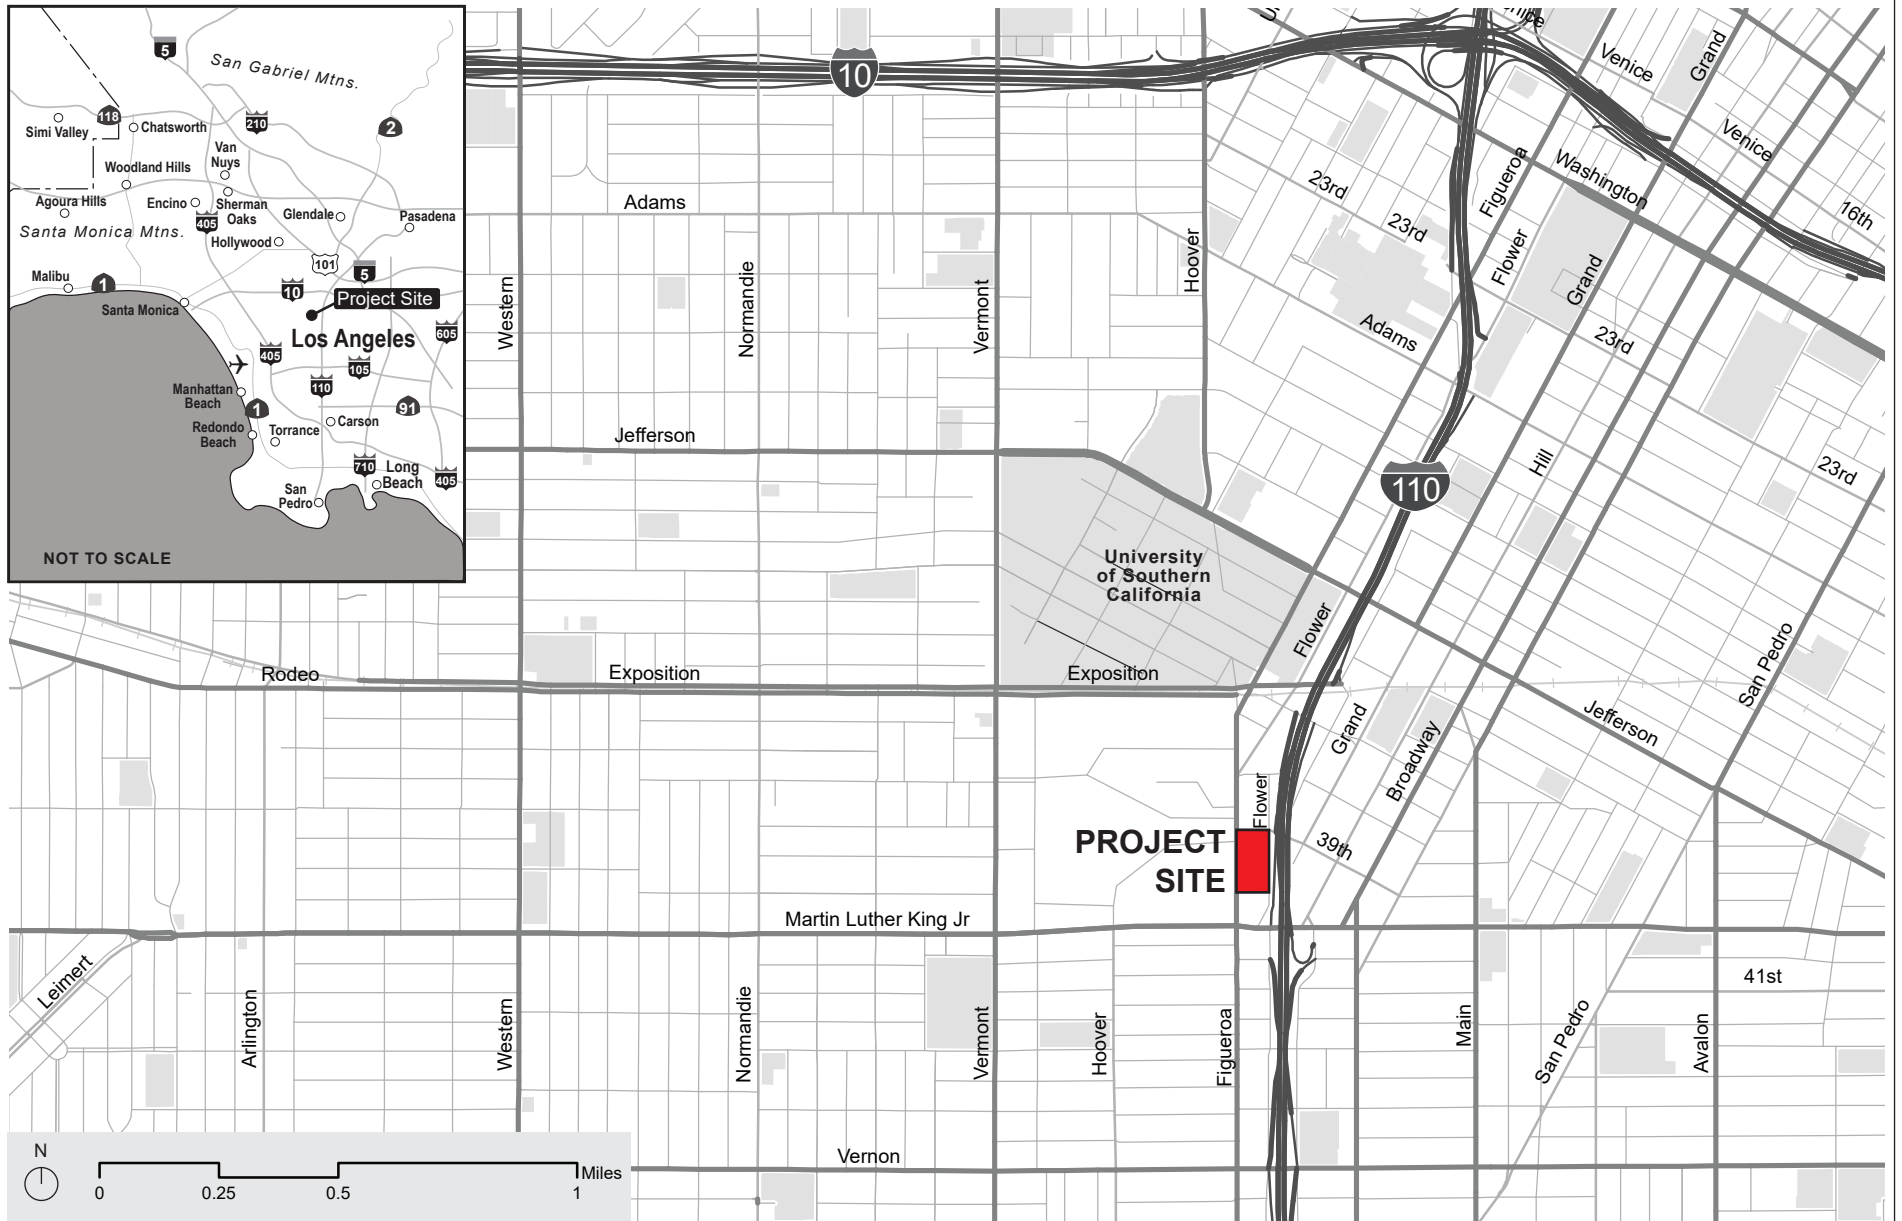 5
San Gabriel Mtns.
118
Simi Valley
Chatsworth
210
2
Van
Nuys
Woodland Hills
Agoura Hills
Encino
Sherman
Oaks
405
Glendale
Pasadena
Santa Monica Mtns.
Hollywood
101
5
Malibu
1
10
Project Site
Santa Monica
Los Angeles
605
405
105
110
Manhattan
Beach
1
91
Redondo
Beach
Torrance
Carson
710
Long
Beach
405
San
Pedro
NOT TO SCALE
10
Venice
Grand
Venice
Washington
16th
Figueroa
23rd
23rd
Adams
Hoover
Flower
Grand
Western
Normandie
Vermont
Adams
23rd
Jefferson
110
Hill
23rd
University
of Southern
California
Flower
San Pedro
Rodeo
Exposition
Exposition
Grand
Broadway
Jefferson
Flower
PROJECT
SITE
39th
Martin Luther King Jr
Leimert
41st
Arlington
Western
Normandie
Vermont
Hoover
Figueroa
Main
San Pedro
Avalon
Vernon
N
0
0.25
0.5
1
Miles